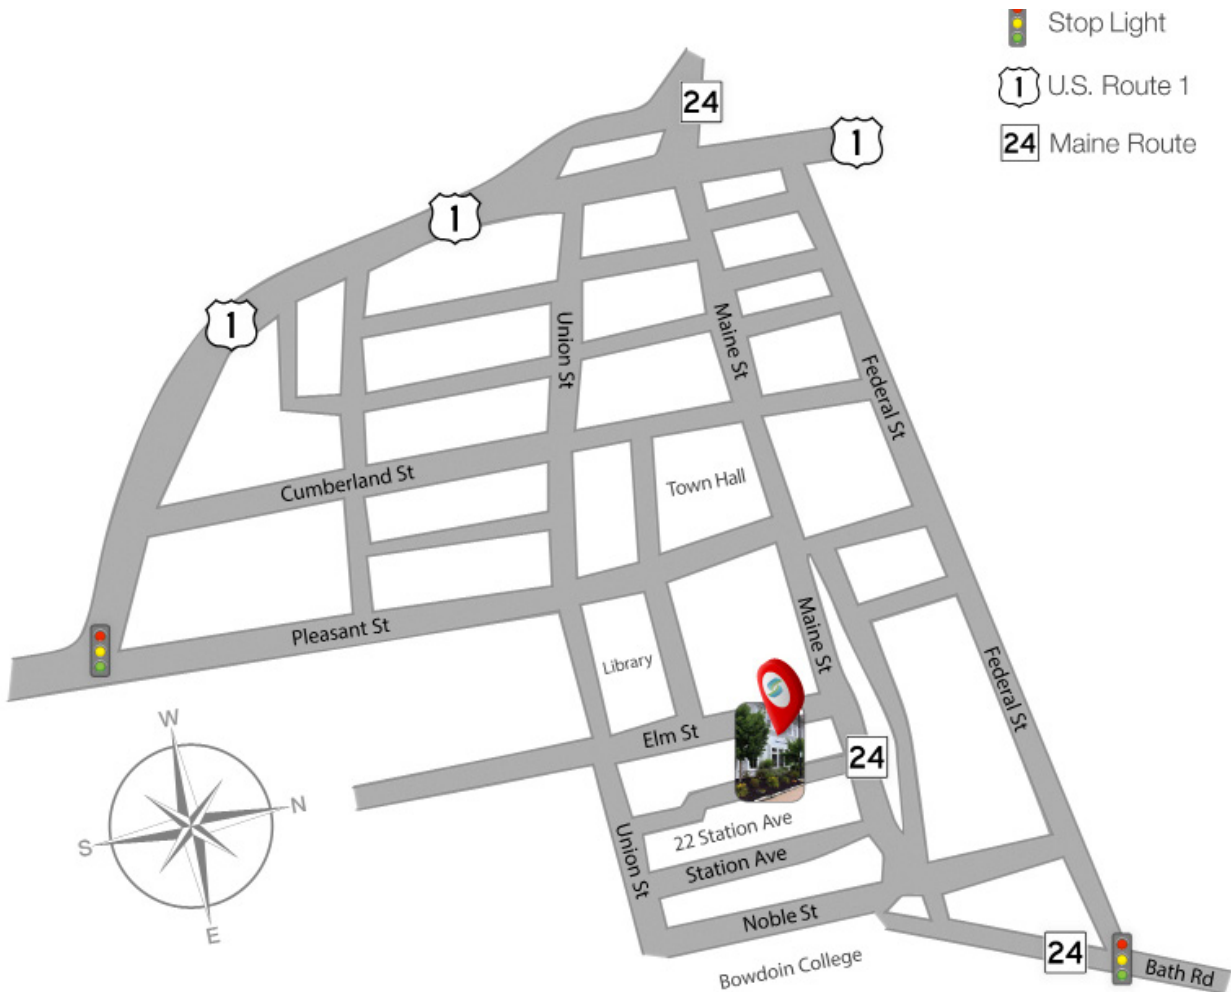 Stop Light
1
U.S. Route 1
24
Maine Route
24
1
1
1
Union St
Maine St
Federal St
Cumberland St
Town Hall
Pleasant St
Maine St
Library
Federal St
Elm St
24
22 Station Ave
Station Ave
Union St
Noble St
Bowdoin College
24
Bath Rd
W
N
S
E